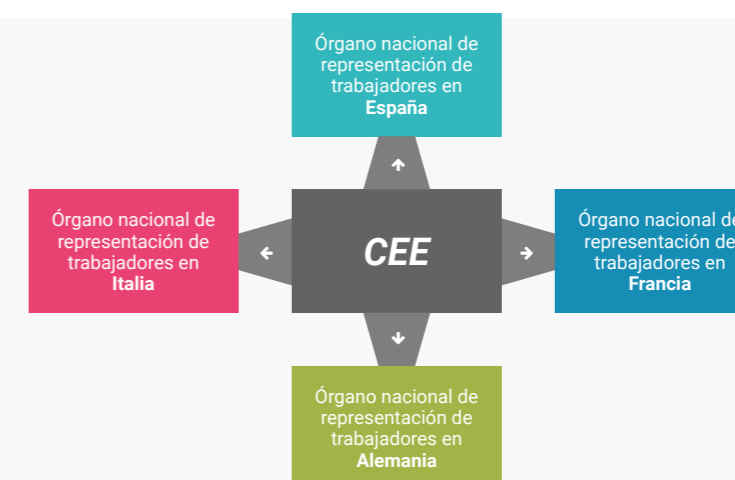 Órgano nacional de
representación de
trabajadores en
España
Órgano nacional de
representación de
trabajadores en
Italia
CEE
Órgano nacional de
representación de
trabajadores en
Francia
Órgano nacional de
representación de
trabajadores en
Alemania